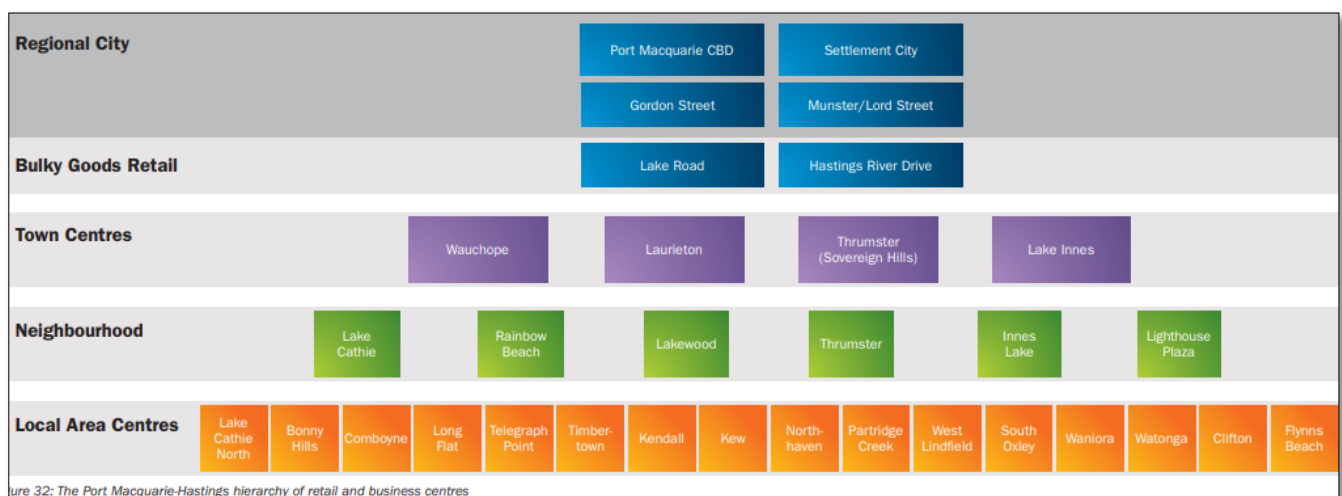 Regional City
Port Macquarie CBD
Settlement City
Gordon Street
Munster/Lord Street
Bulky Goods Retail
Lake Road
Hastings River Drive
Town Centres
Wauchope
Laurieton
Thrumster
(Sovereign Hills)
Lake Innes
Neighbourhood
Lake
Cathie
Rainbow
Beach
Lakewood
Thrumster
Innes
Lake
Lighthouse
Plaza
Local Area Centres
Lake
Cathie
North
Bonny
Hills
Comboyne
Long
Flat
Telegraph
Point
Timber-
town
Kendall
Kew
North-
haven
Partridge
Creek
West
Lindfield
South
Oxley
Waniora
Watonga
Clifton
Flynns
Beach
ure 32: The Port Macquarie-Hastings hierarchy of retail and business centres